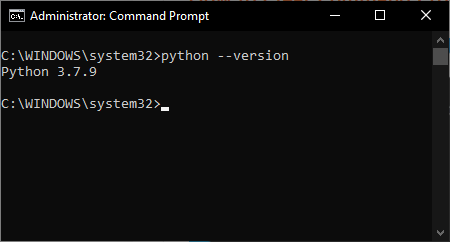 Administrator: Command Prompt
C:\WINDOWS\system32>python --version
Python 3.7.9
C:\WINDOWS\system32>